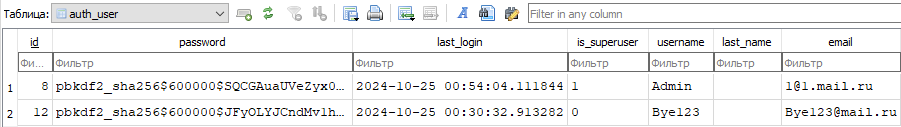 Таблица: auth_user Filter in any column
id password last_login is_superuser username last_name email
Фи... Фильтр Фильтр Фильтр Фильтр Фильтр Фильтр
1 8 pbkdf2_sha256$600000$SQCGAuaUVeZyx0... 2024-10-25 00:54:04.111844 1 Admin 1@1.mail.ru
2 12 pbkdf2_sha256$600000$JFyOLYJCndMv1h... 2024-10-25 00:30:32.913282 0 Bye123 Bye123@mail.ru